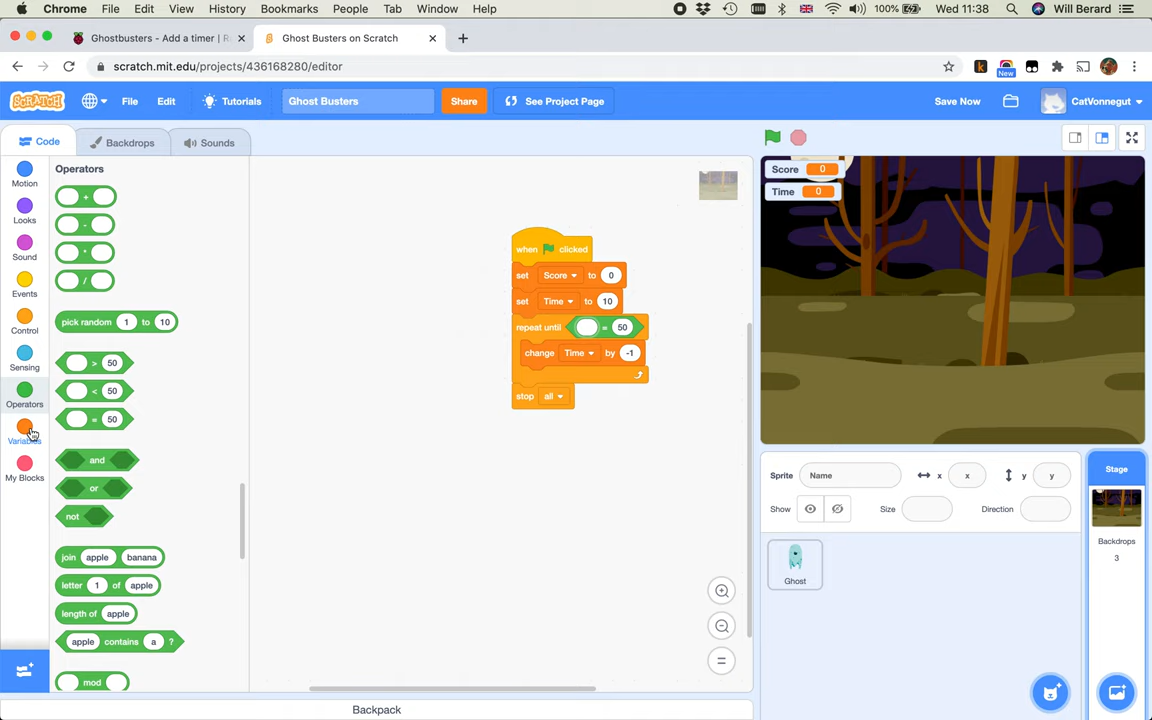 Chrome File Edit View History Bookmarks People Tab Window Help 100% Wed 11:38 Will Berard
Ghostbusters - Add a timer | R
Ghost Busters on Scratch
scratch.mit.edu/projects/436168280/editor
New
SCRATCH File Edit Tutorials Ghost Busters Share See Project Page Save Now CatVonnegut
Code Backdrops Sounds
Motion
Looks
Sound
Events
Control
Sensing
Operators
Variables
My Blocks
Operators
+
-
*
/
pick random 1 to 10
> 50
< 50
= 50
and
or
not
join apple banana
letter 1 of apple
length of apple
apple contains a ?
mod
when clicked
set Score to 0
set Time to 10
repeat until = 50
change Time by -1
stop all
Score 0
Time 0
Sprite Name x x y y
Show Size Direction
Ghost
Stage
Backdrops
3
Backpack